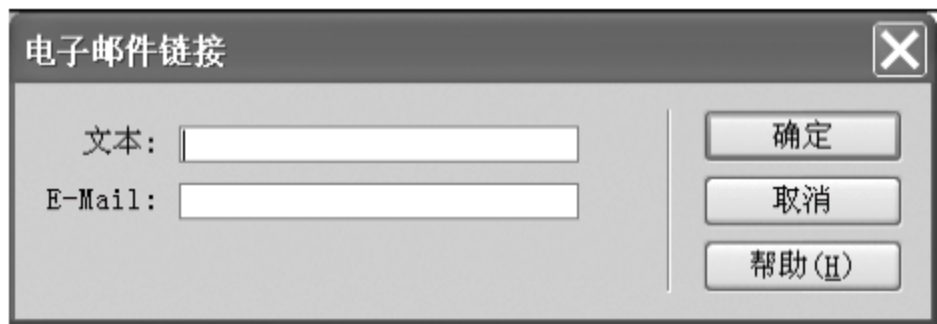 电子邮件链接
文本:
E-Mail:
确定
取消
帮助(H)